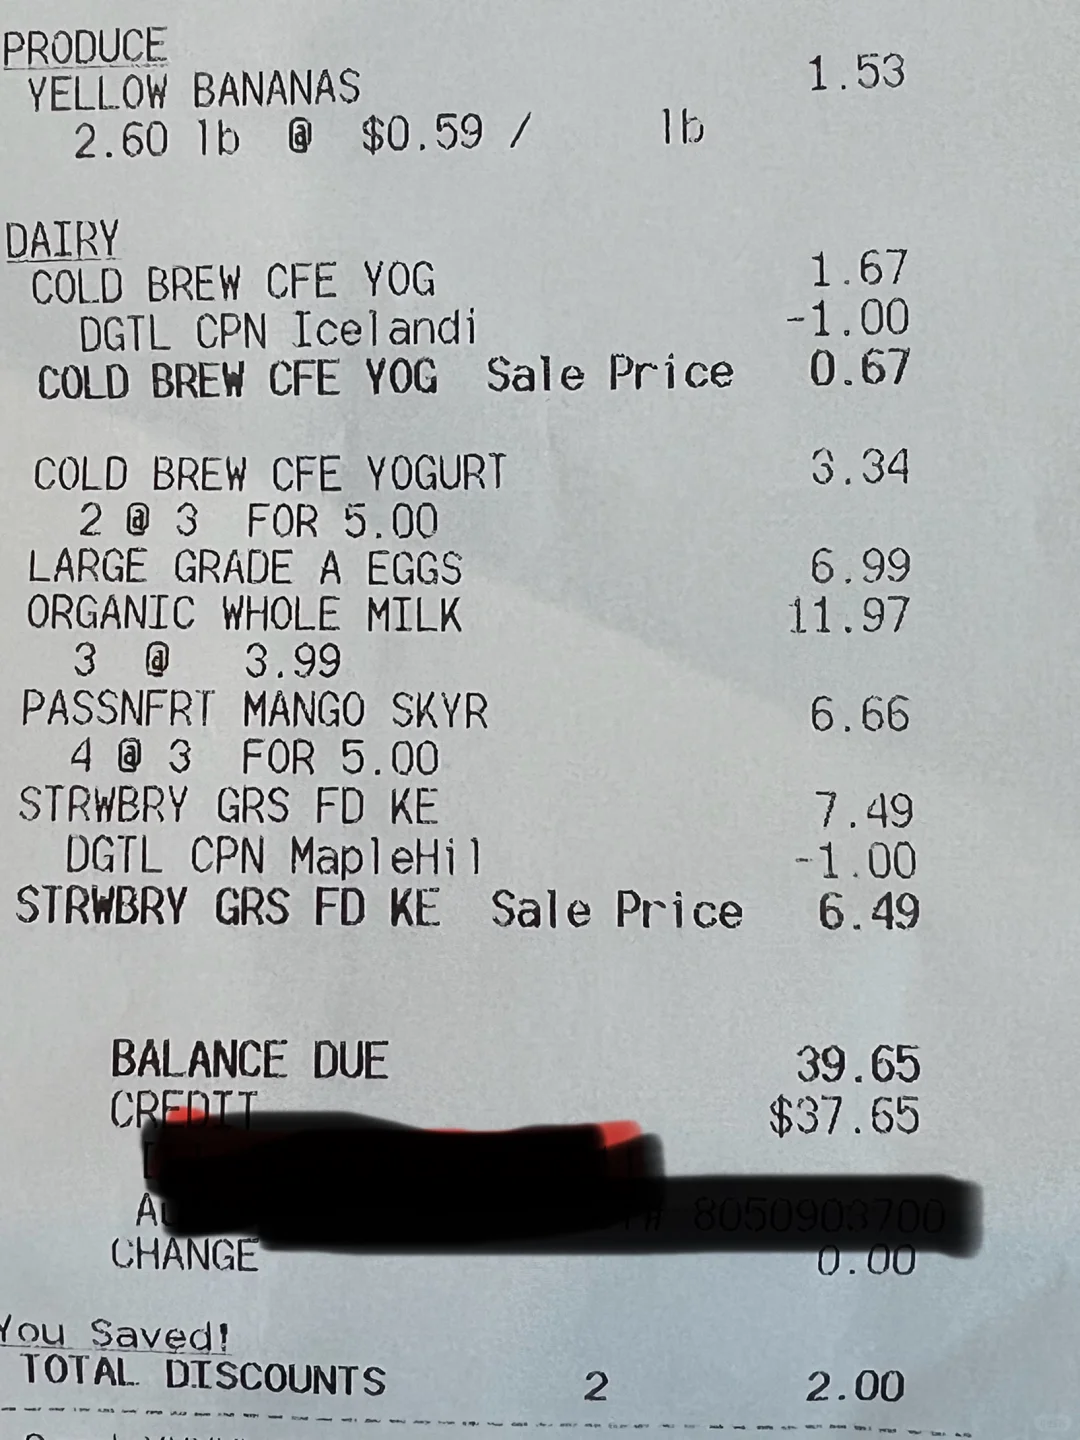 PRODUCE
YELLOW BANANAS 1.53
2.60 lb @ $0.59 / lb
DAIRY
COLD BREW CFE YOG 1.67
DGTL CPN Icelandi -1.00
COLD BREW CFE YOG Sale Price 0.67
COLD BREW CFE YOGURT 3.34
2 @ 3 FOR 5.00
LARGE GRADE A EGGS 6.99
ORGANIC WHOLE MILK 11.97
3 @ 3.99
PASSNFRT MANGO SKYR 6.66
4 @ 3 FOR 5.00
STRWBRY GRS FD KE 7.49
DGTL CPN MapleHil -1.00
STRWBRY GRS FD KE Sale Price 6.49
BALANCE DUE 39.65
CREDIT $37.65
CHANGE 0.00
You Saved!
TOTAL DISCOUNTS 2 2.00